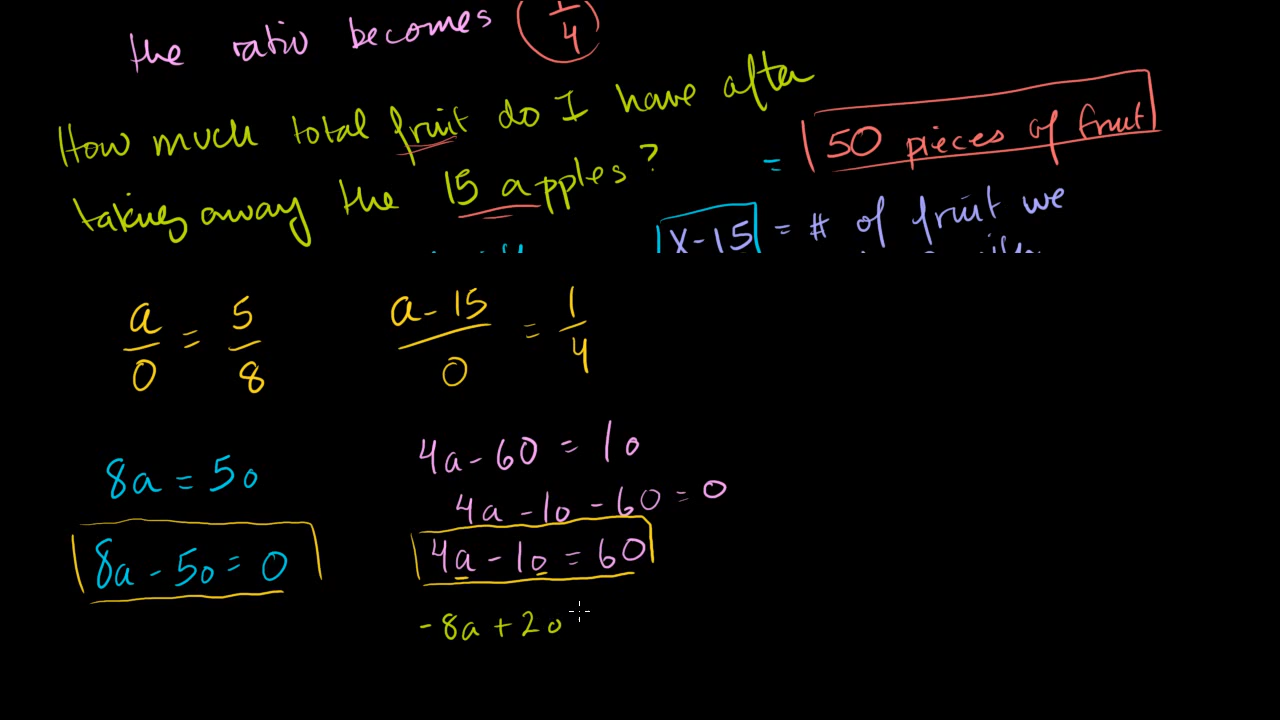 the ratio becomes 1/4
How much total fruit do I have after
taking away the 15 apples?
= 50 pieces of fruit
x-15 = # of fruit we
a/o = 5/8
a-15/o = 1/4
8a = 5o
8a - 5o = 0
4a - 60 = 1o
4a - 1o - 60 = 0
4a - 1o = 60
-8a + 2o